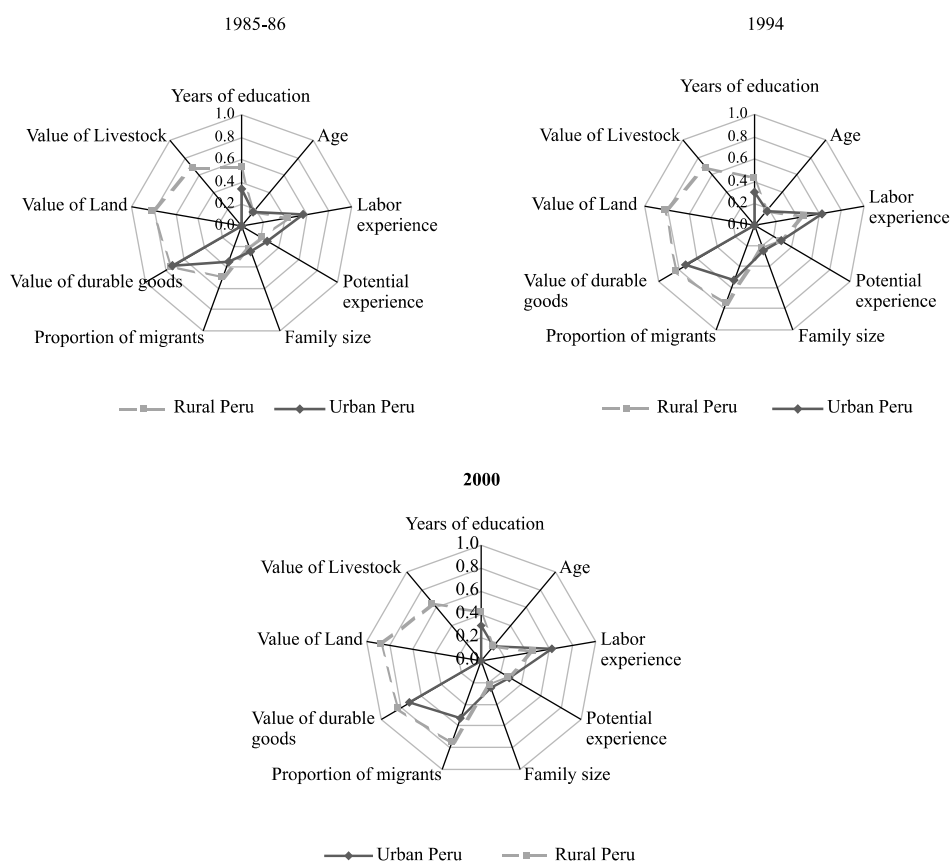 1985-86
Years of education
1.0
Value of Livestock
Age
0.8
0.6
Value of Land
0.4
Labor
experience
0.2
0.0
Value of durable goods
Potential
experience
Proportion of migrants
Family size
Rural Peru
Urban Peru
1994
Years of education
1.0
Value of Livestock
Age
0.8
0.6
Value of Land
0.4
Labor
experience
0.2
0.0
Value of durable
goods
Potential
experience
Proportion of migrants
Family size
Rural Peru
Urban Peru
2000
Years of education
1.0
Value of Livestock
Age
0.8
0.6
Value of Land
0.4
Labor
experience
0.2
0.0
Value of durable
goods
Potential
experience
Proportion of migrants
Family size
Urban Peru
Rural Peru